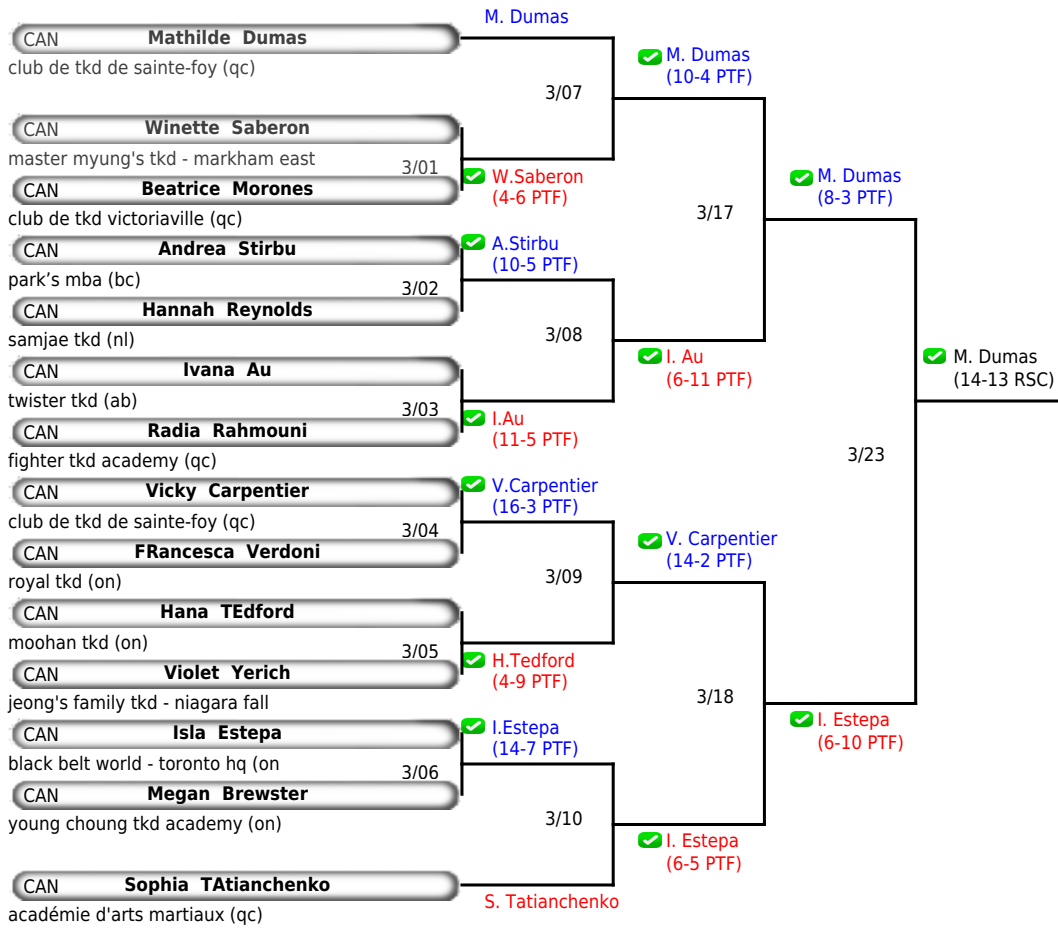 M. Dumas
CAN Mathilde Dumas
club de tkd de sainte-foy (qc)
M. Dumas
(10-4 PTF)
3/07
CAN Winette Saberon
master myung's tkd - markham east
3/01
W.Saberon
(4-6 PTF)
CAN Beatrice Morones
club de tkd victoriaville (qc)
M. Dumas
(8-3 PTF)
3/17
CAN Andrea Stirbu
park's mba (bc)
A.Stirbu
(10-5 PTF)
3/02
CAN Hannah Reynolds
samjae tkd (nl)
3/08
I. Au
(6-11 PTF)
M. Dumas
(14-13 RSC)
CAN Ivana Au
twister tkd (ab)
3/03
I.Au
(11-5 PTF)
CAN Radia Rahmouni
fighter tkd academy (qc)
3/23
CAN Vicky Carpentier
club de tkd de sainte-foy (qc)
V.Carpentier
(16-3 PTF)
3/04
CAN FRancesca Verdoni
royal tkd (on)
V. Carpentier
(14-2 PTF)
3/09
CAN Hana TEdford
moohan tkd (on)
3/05
H.Tedford
(4-9 PTF)
CAN Violet Yerich
jeong's family tkd - niagara fall
3/18
I. Estepa
(6-10 PTF)
CAN Isla Estepa
black belt world - toronto hq (on
I.Estepa
(14-7 PTF)
3/06
CAN Megan Brewster
young choung tkd academy (on)
3/10
I. Estepa
(6-5 PTF)
CAN Sophia TAtianchenko
académie d'arts martiaux (qc)
S. Tatianchenko